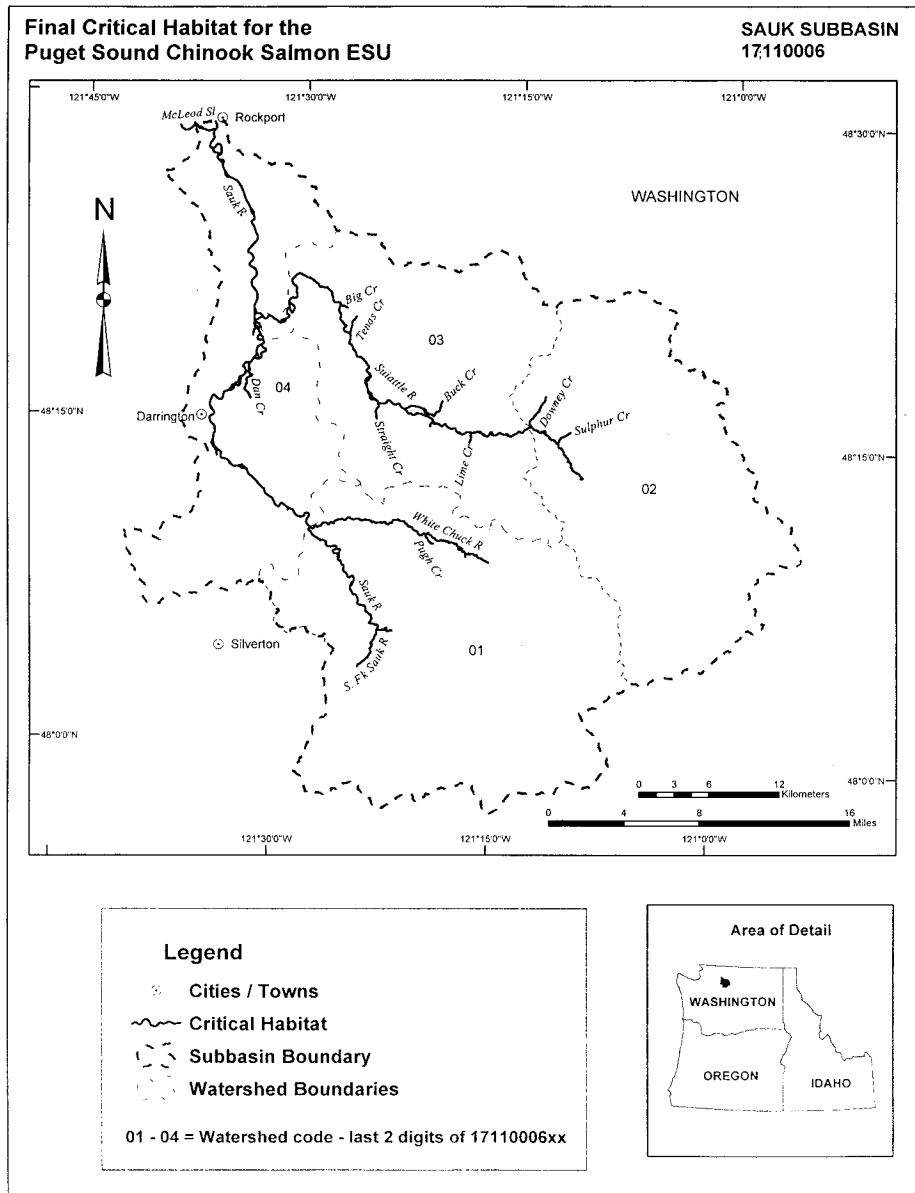 Final Critical Habitat for the
Puget Sound Chinook Salmon ESU
SAUK SUBBASIN
17110006
121°45'0"W
121°30'0"W
121°15'0"W
121°0'0"W
McLeod Sl
Rockport
48°30'0"N
WASHINGTON
Sauk R
N
Big Cr
Tenas Cr
03
Suiattle R
Buck Cr
04
Dan Cr
Downey Cr
48°15'0"N
Darrington
Straight Cr
Sulphur Cr
48°15'0"N
Lime Cr
02
White Chuck R
Pugh Cr
Sauk R
Silverton
01
S. Fk Sauk R
48°0'0"N
48°0'0"N
0 3 6 12
Kilometers
0 4 8 16
Miles
121°30'0"W
121°15'0"W
121°0'0"W
Legend
Cities / Towns
Critical Habitat
Subbasin Boundary
Watershed Boundaries
01 - 04 = Watershed code - last 2 digits of 17110006xx
Area of Detail
WASHINGTON
OREGON
IDAHO